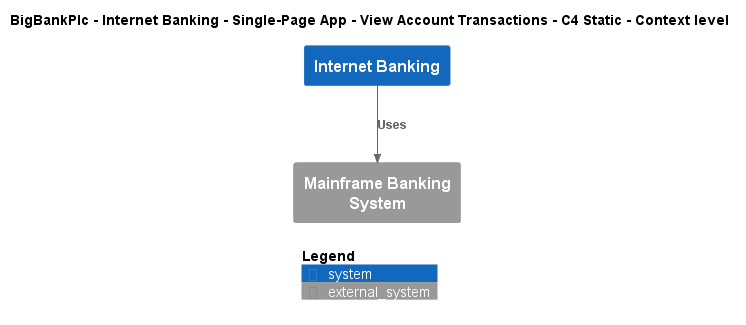 BigBankPlc - Internet Banking - Single-Page App - View Account Transactions - C4 Static - Context level
Internet Banking
Uses
Mainframe Banking
System
Legend
system
external_system